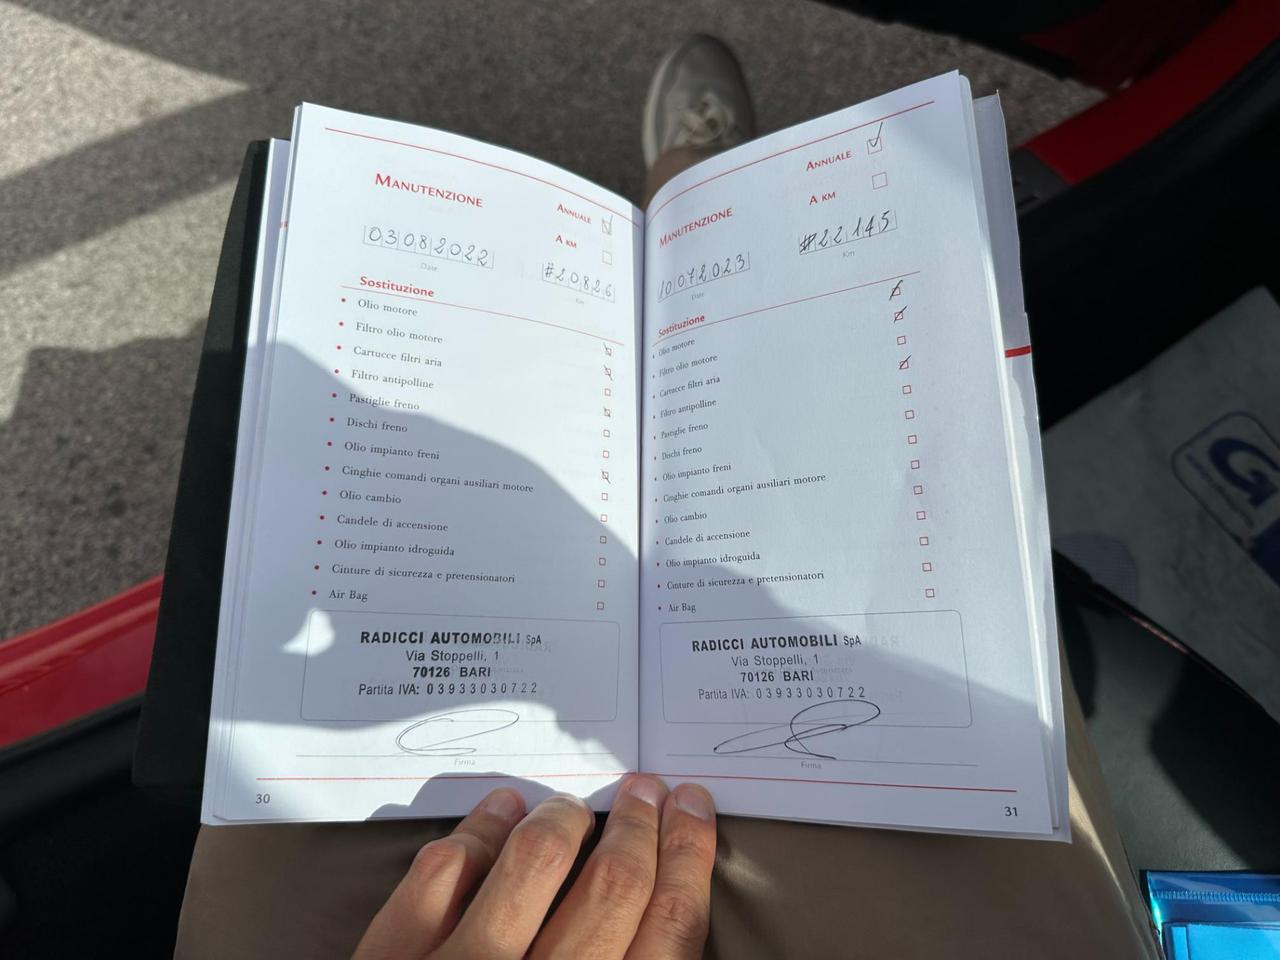 MANUTENZIONE
ANNUALE
A KM
03082022
Date
#20826
Km
Sostituzione
Olio motore
Filtro olio motore
Cartucce filtri aria
Filtro antipolline
Pastiglie freno
Dischi freno
Olio impianto freni
Cinghie comandi organi ausiliari motore
Olio cambio
Candele di accensione
Olio impianto idroguida
Cinture di sicurezza e pretensionatori
Air Bag
RADICCI AUTOMOBILI SpA
Via Stoppelli, 1
70126 BARI
Partita IVA: 03933030722
Firma
30
MANUTENZIONE
ANNUALE
A KM
10072023
Date
#22145
Km
Sostituzione
Olio motore
Filtro olio motore
Cartucce filtri aria
Filtro antipolline
Pastiglie freno
Dischi freno
Olio impianto freni
Cinghie comandi organi ausiliari motore
Olio cambio
Candele di accensione
Olio impianto idroguida
Cinture di sicurezza e pretensionatori
Air Bag
RADICCI AUTOMOBILI SpA
Via Stoppelli, 1
70126 BARI
Partita IVA: 03933030722
Firma
31